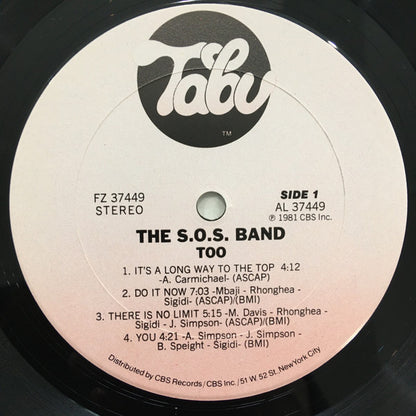 Tabu
TM
FZ 37449
STEREO
SIDE 1
AL 37449
℗ 1981 CBS Inc.
THE S.O.S. BAND
TOO
1. IT'S A LONG WAY TO THE TOP 4:12
-A. Carmichael- (ASCAP)
2. DO IT NOW 7:03 -Mbaji - Rhonghea -
Sigidi- (ASCAP)/(BMI)
3. THERE IS NO LIMIT 5:15 -M. Davis - Rhonghea -
Sigidi - J. Simpson- (ASCAP)/(BMI)
4. YOU 4:21 -A. Simpson - J. Simpson -
B. Speight - Sigidi- (BMI)
Distributed by CBS Records/CBS Inc./51 W 52 St. New York City